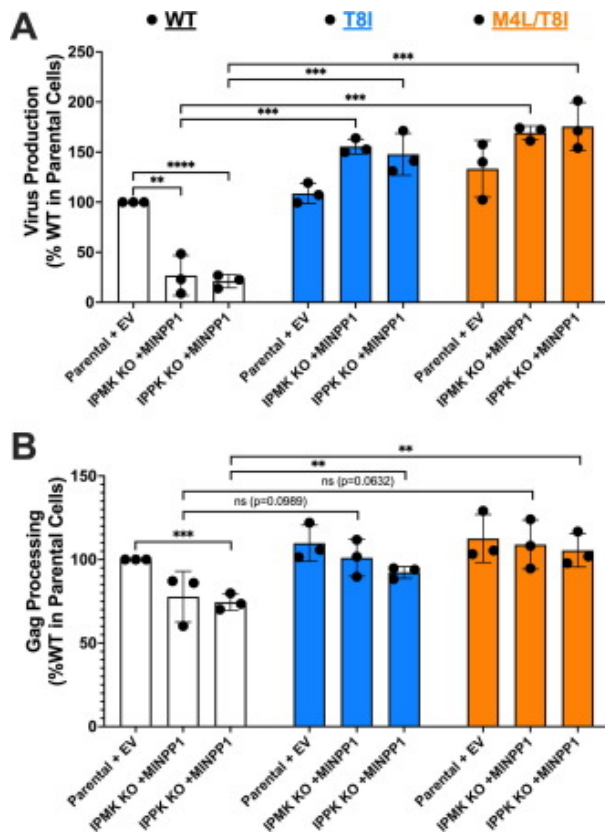 A
WT
T8I
M4L/T8I
Virus Production
(% WT in Parental Cells)
250
200
150
100
50
0
***
***
***
***
****
**
Parental + EV
IPMK KO +MINPP1
IPPK KO +MINPP1
Parental + EV
IPMK KO +MINPP1
IPPK KO +MINPP1
Parental + EV
IPMK KO +MINPP1
IPPK KO +MINPP1
B
Gag Processing
(%WT in Parental Cells)
150
100
50
0
**
**
ns (p=0.0632)
ns (p=0.0989)
***
Parental + EV
IPMK KO +MINPP1
IPPK KO +MINPP1
Parental + EV
IPMK KO +MINPP1
IPPK KO +MINPP1
Parental + EV
IPMK KO +MINPP1
IPPK KO +MINPP1